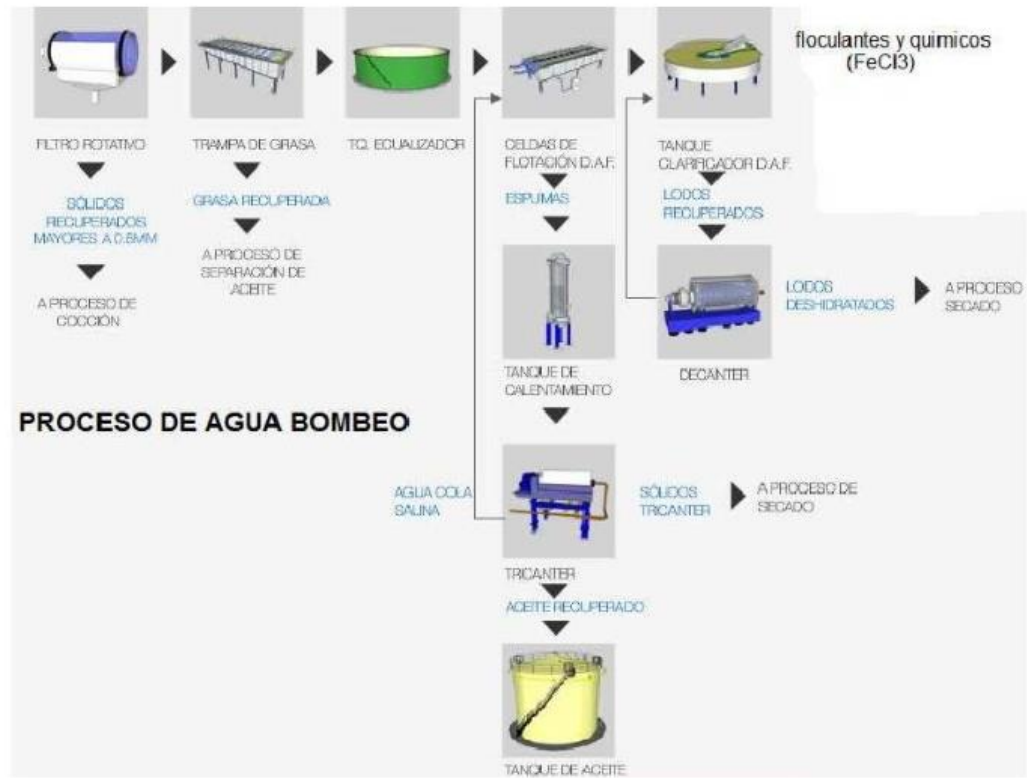 floculantes y quimicos
(FeCl3)
FILTRO ROTATIVO
TRAMPA DE GRASA
TQ. ECUALIZADOR
CELDAS DE
FLOTACIÓN D.A.F.
TANQUE
CLARIFICADOR D.A.F.
SÓLIDOS
RECUPERADOS
MAYORES A 0.5MM
GRASA RECUPERADA
ESPUMAS
LODOS
RECUPERADOS
A PROCESO DE
COCCIÓN
A PROCESO DE
SEPARACIÓN DE
ACEITE
LODOS
DESHIDRATADOS
A PROCESO
SECADO
TANQUE DE
CALENTAMIENTO
DECANTER
PROCESO DE AGUA BOMBEO
AGUA COLA
SALINA
SÓLIDOS
TRICANTER
A PROCESO DE
SECADO
TRICANTER
ACEITE RECUPERADO
TANQUE DE ACEITE